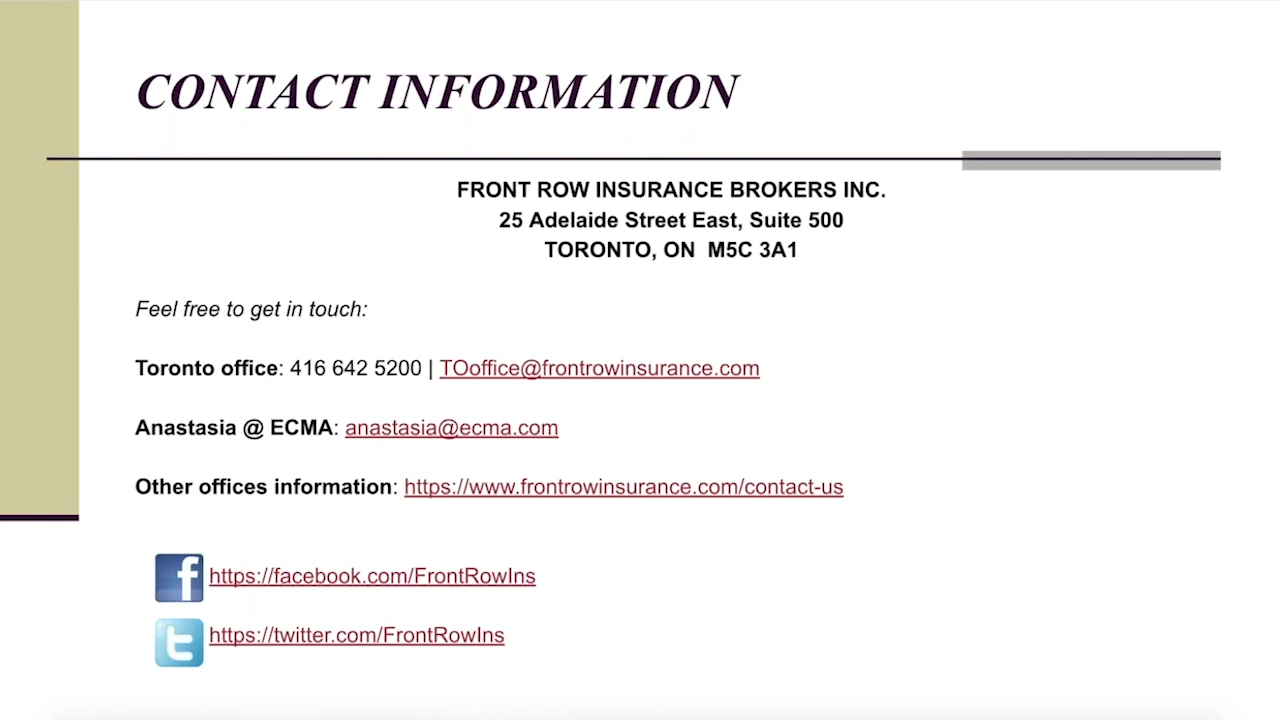 CONTACT INFORMATION
FRONT ROW INSURANCE BROKERS INC.
25 Adelaide Street East, Suite 500
TORONTO, ON  M5C 3A1
Feel free to get in touch:
Toronto office: 416 642 5200 | TOoffice@frontrowinsurance.com
Anastasia @ ECMA: anastasia@ecma.com
Other offices information: https://www.frontrowinsurance.com/contact-us
f https://facebook.com/FrontRowIns
t https://twitter.com/FrontRowIns